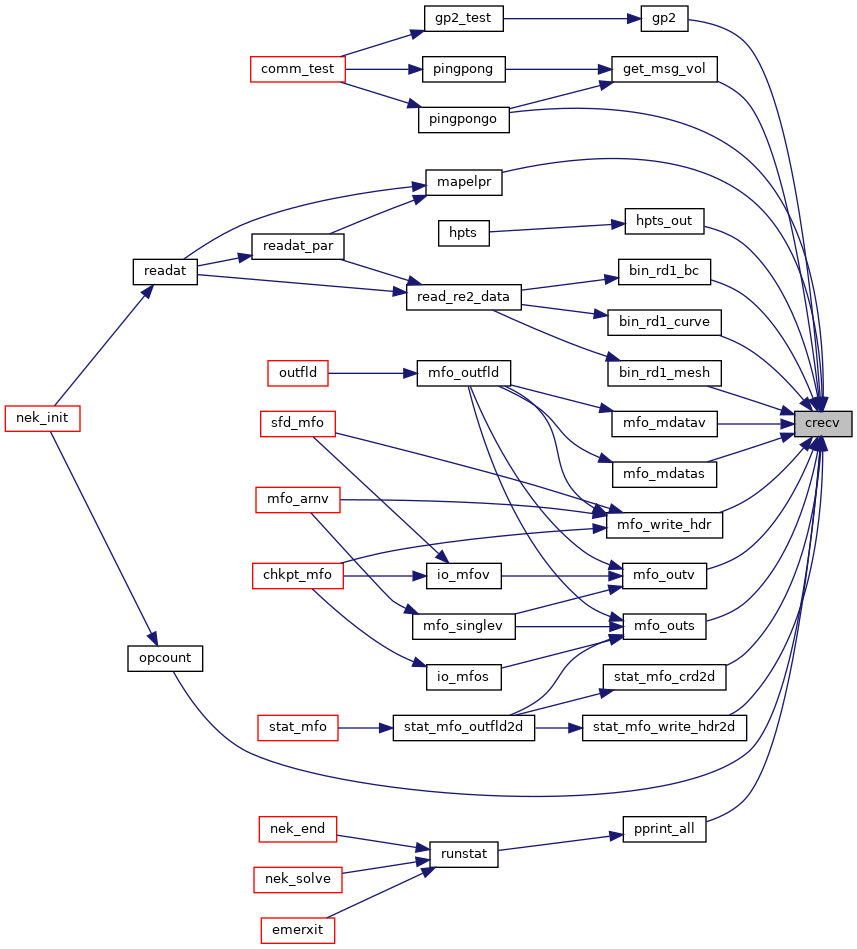 gp2_test
gp2
comm_test
pingpong
get_msg_vol
pingpongo
mapelpr
hpts_out
hpts
readat_par
readat
bin_rd1_bc
read_re2_data
bin_rd1_curve
outfld
mfo_outfld
bin_rd1_mesh
nek_init
sfd_mfo
mfo_mdatav
crecv
mfo_mdatas
mfo_arnv
mfo_write_hdr
chkpt_mfo
io_mfov
mfo_outv
mfo_singlev
mfo_outs
opcount
io_mfos
stat_mfo_crd2d
stat_mfo
stat_mfo_outfld2d
stat_mfo_write_hdr2d
nek_end
pprint_all
runstat
nek_solve
emerxit